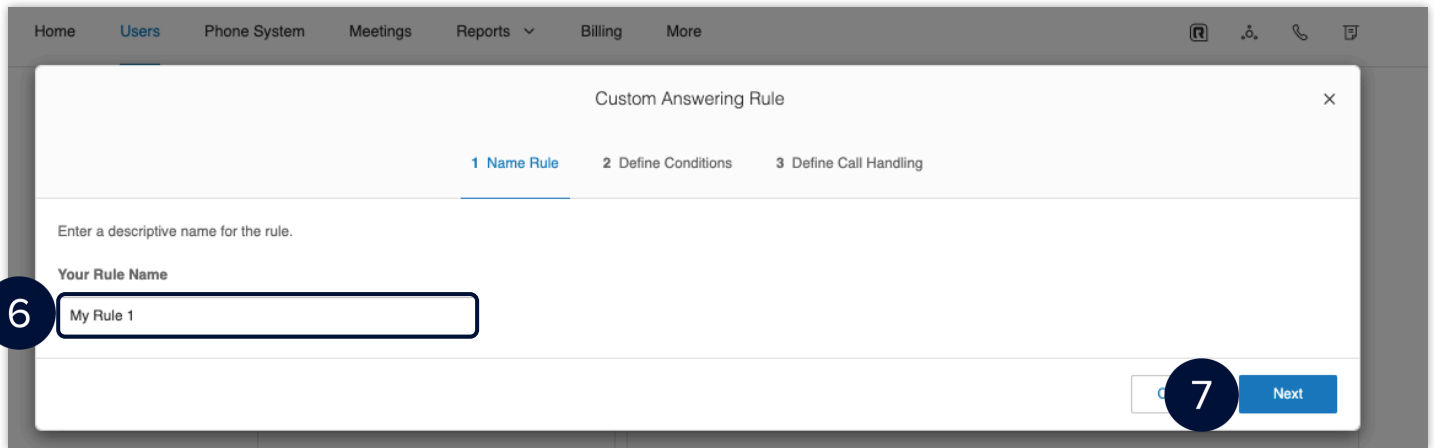 Home Users Phone System Meetings Reports Billing More
Custom Answering Rule
1 Name Rule 2 Define Conditions 3 Define Call Handling
Enter a descriptive name for the rule.
Your Rule Name
6 My Rule 1
7 Next